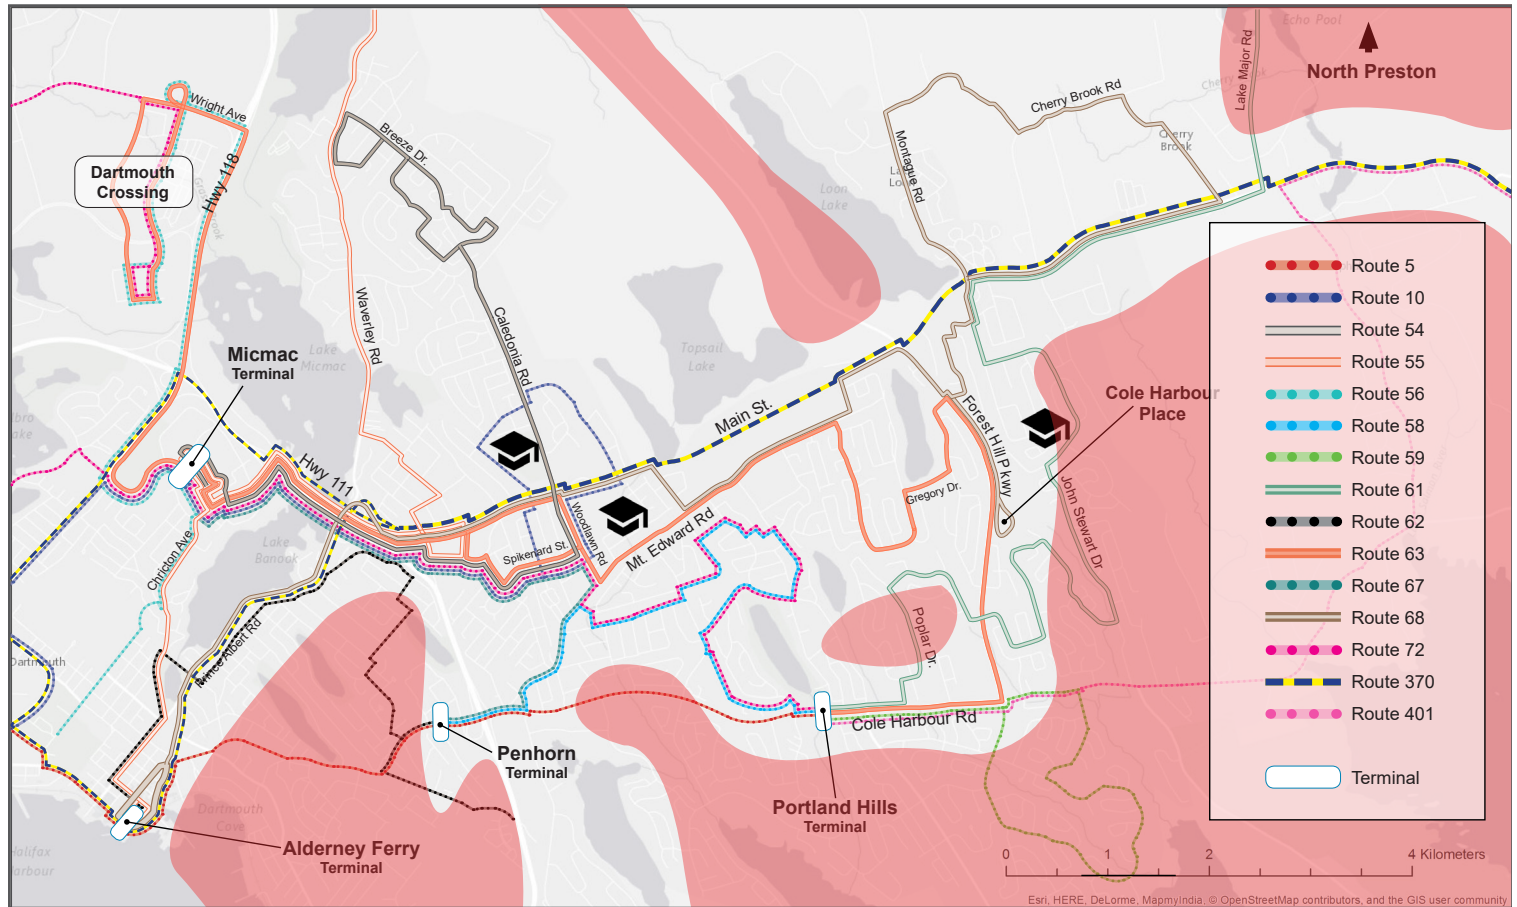 Echo Pool
North Preston
Lake Major Rd
Cherry Brook Rd
Cherry
Brook
Wright Ave
Breeze Dr.
Montague Rd
Dartmouth
Crossing
Hwy 118
Loon
Lake
Route 5
Route 10
Route 54
Route 55
Route 56
Route 58
Route 59
Route 61
Route 62
Route 63
Route 67
Route 68
Route 72
Route 370
Route 401
Terminal
Waverley Rd
Caledonia Rd
Micmac
Terminal
Lake
Micmac
Topsail
Lake
Cole Harbour
Place
Main St.
Forest Hill Pkwy
Hwy 111
John Stewart Dr
Gregory Dr.
Woodlawn Rd
Mt. Edward Rd
Spikenard St.
Lake
Banook
Chricton Ave
Prince Albert Rd
Dartmouth
Poplar Dr.
Cole Harbour Rd
Penhorn
Terminal
Portland Hills
Terminal
Dartmouth
Cove
Alderney Ferry
Terminal
0 1 2 4 Kilometers
Esri, HERE, DeLorme, MapmyIndia, © OpenStreetMap contributors, and the GIS user community